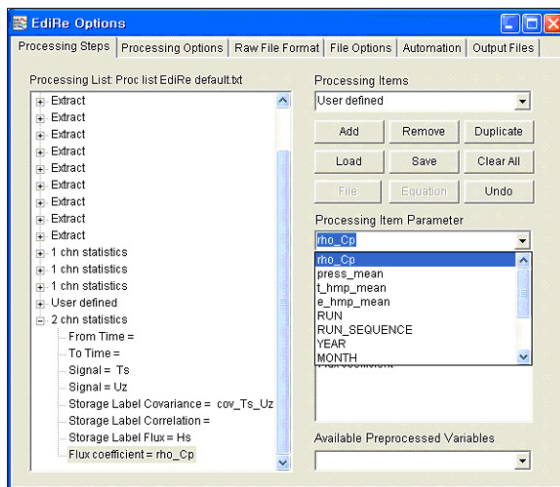 EdiRe Options
Processing Steps
Processing Options
Raw File Format
File Options
Automation
Output Files
Processing List: Proc list EdiRe default.txt
Extract
Extract
Extract
Extract
Extract
Extract
Extract
Extract
Extract
1 chn statistics
1 chn statistics
1 chn statistics
User defined
2 chn statistics
From Time =
To Time =
Signal = Ts
Signal = Uz
Storage Label Covariance = cov_Ts_Uz
Storage Label Correlation =
Storage Label Flux = Hs
Flux coefficient = rho_Cp
Processing Items
User defined
Add
Remove
Duplicate
Load
Save
Clear All
File
Equation
Undo
Processing Item Parameter
rho_Cp
rho_Cp
press_mean
t_hmp_mean
e_hmp_mean
RUN
RUN_SEQUENCE
YEAR
MONTH
Flux coefficient
Available Preprocessed Variables